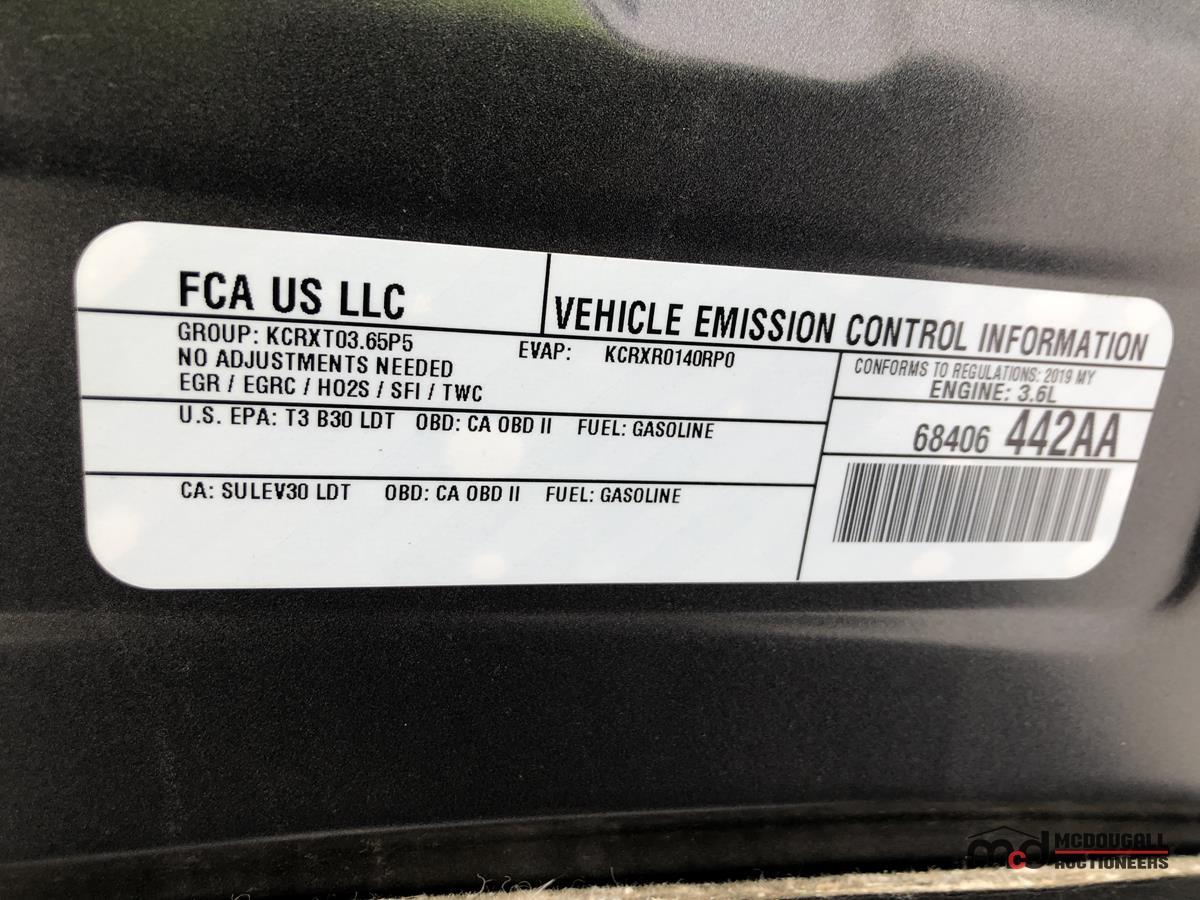 FCA US LLC
VEHICLE EMISSION CONTROL INFORMATION
GROUP: KCRXT03.65P5 EVAP: KCRXR0140RP0
NO ADJUSTMENTS NEEDED
EGR / EGRC / HO2S / SFI / TWC
CONFORMS TO REGULATIONS: 2019 MY
ENGINE: 3.6L
U.S. EPA: T3 B30 LDT OBD: CA OBD II FUEL: GASOLINE
68406 442AA
CA: SULEV30 LDT OBD: CA OBD II FUEL: GASOLINE
mcd MCDOUGALL
AUCTIONEERS